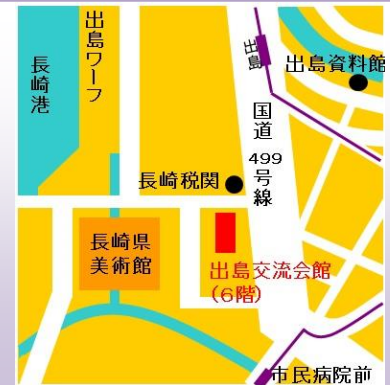 出島ワーフ
長崎港
出島
出島資料館
国道
499
号線
長崎税関
長崎県
美術館
出島交流会館
(6階)
市民病院前